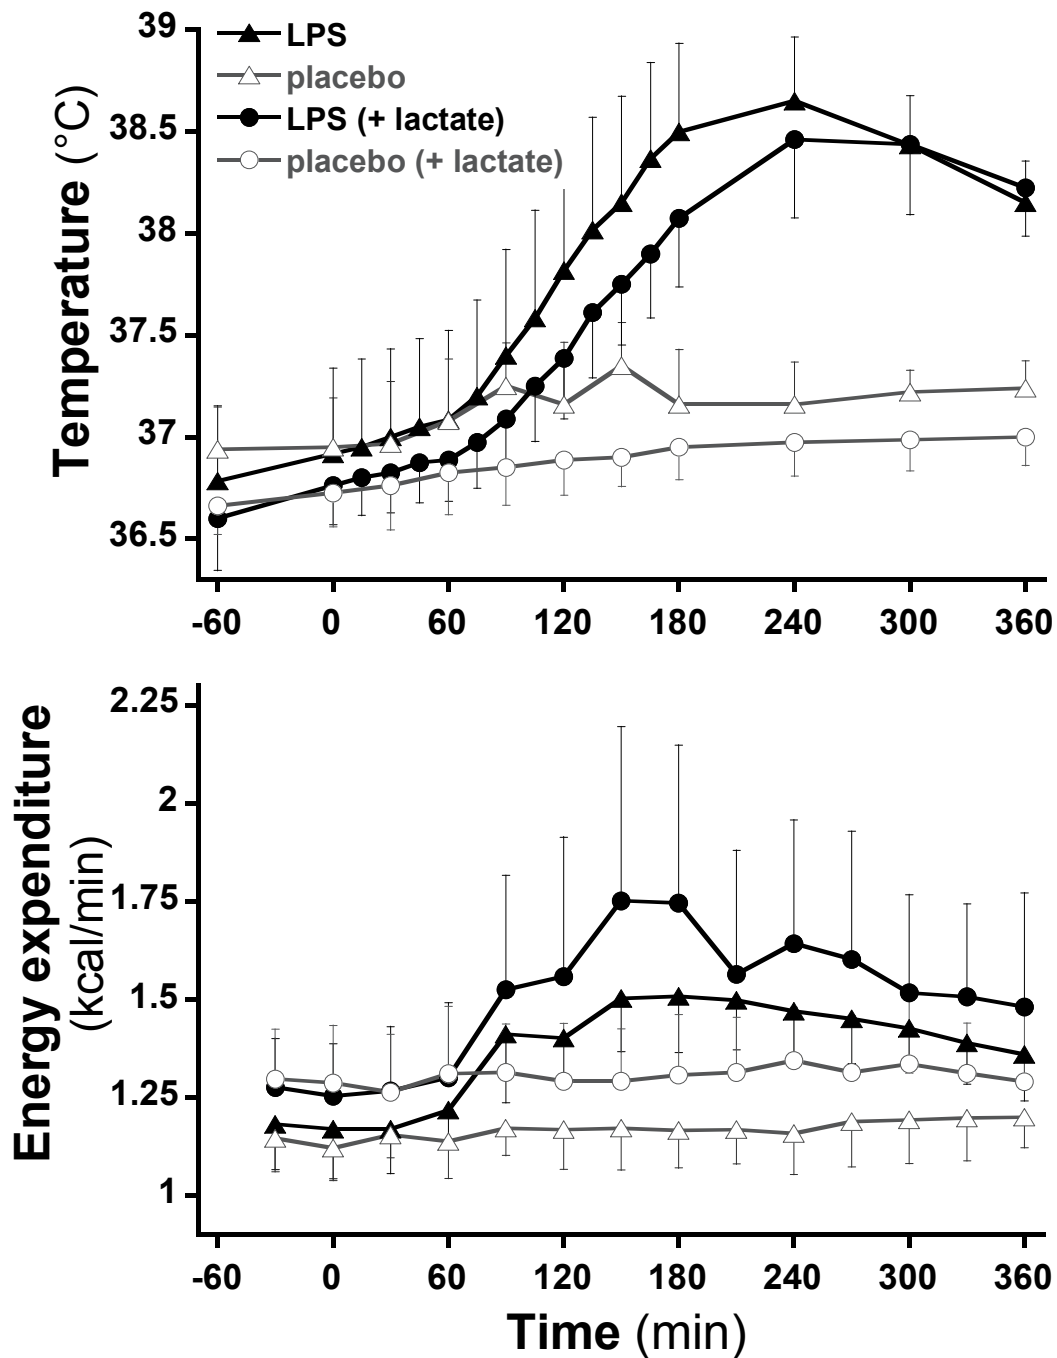 39
38.5
38
37.5
37
36.5
Temperature (°C)
LPS
placebo
LPS (+ lactate)
placebo (+ lactate)
-60 0 60 120 180 240 300 360
2.25
2
1.75
1.5
1.25
1
Energy expenditure
(kcal/min)
-60 0 60 120 180 240 300 360
Time (min)